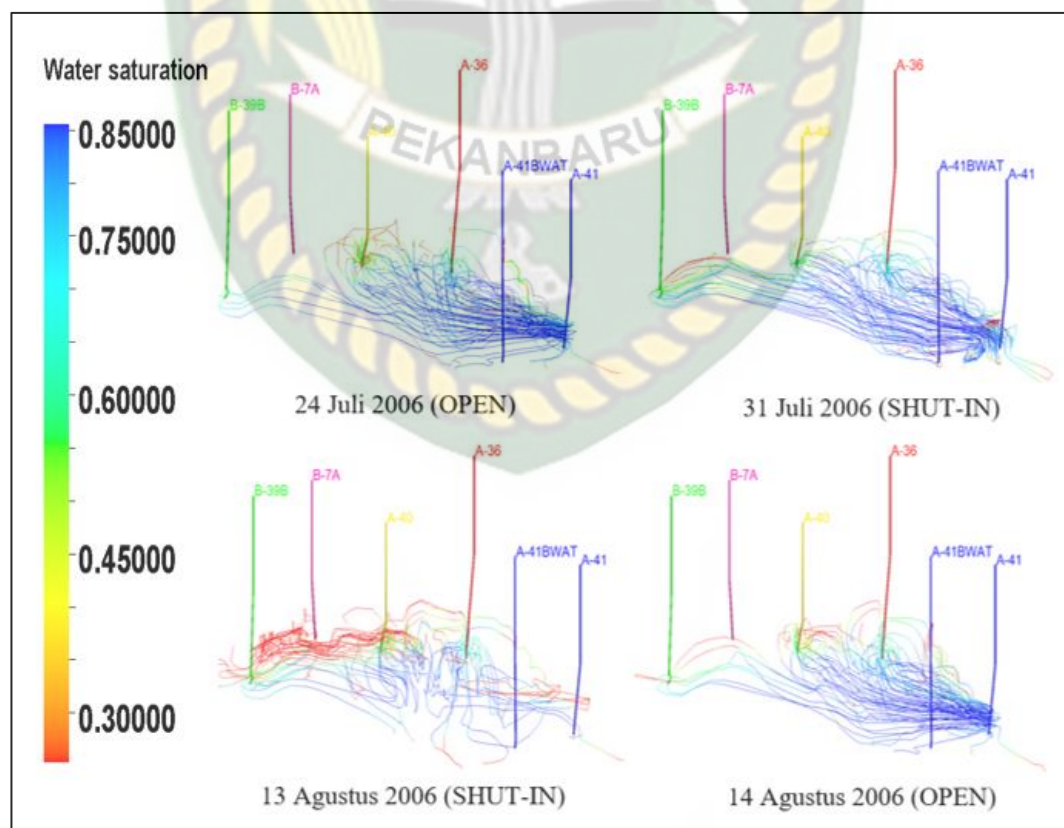 Water saturation
0.85000
0.75000
0.60000
0.45000
0.30000
PEKANBARU
B-39B
B-7A
A-40
A-36
A-41BWAT
A-41
24 Juli 2006 (OPEN)
B-39B
B-7A
A-40
A-36
A-41BWAT
A-41
31 Juli 2006 (SHUT-IN)
B-39B
B-7A
A-40
A-36
A-41BWAT
A-41
13 Agustus 2006 (SHUT-IN)
B-39B
B-7A
A-40
A-36
A-41BWAT
A-41
14 Agustus 2006 (OPEN)